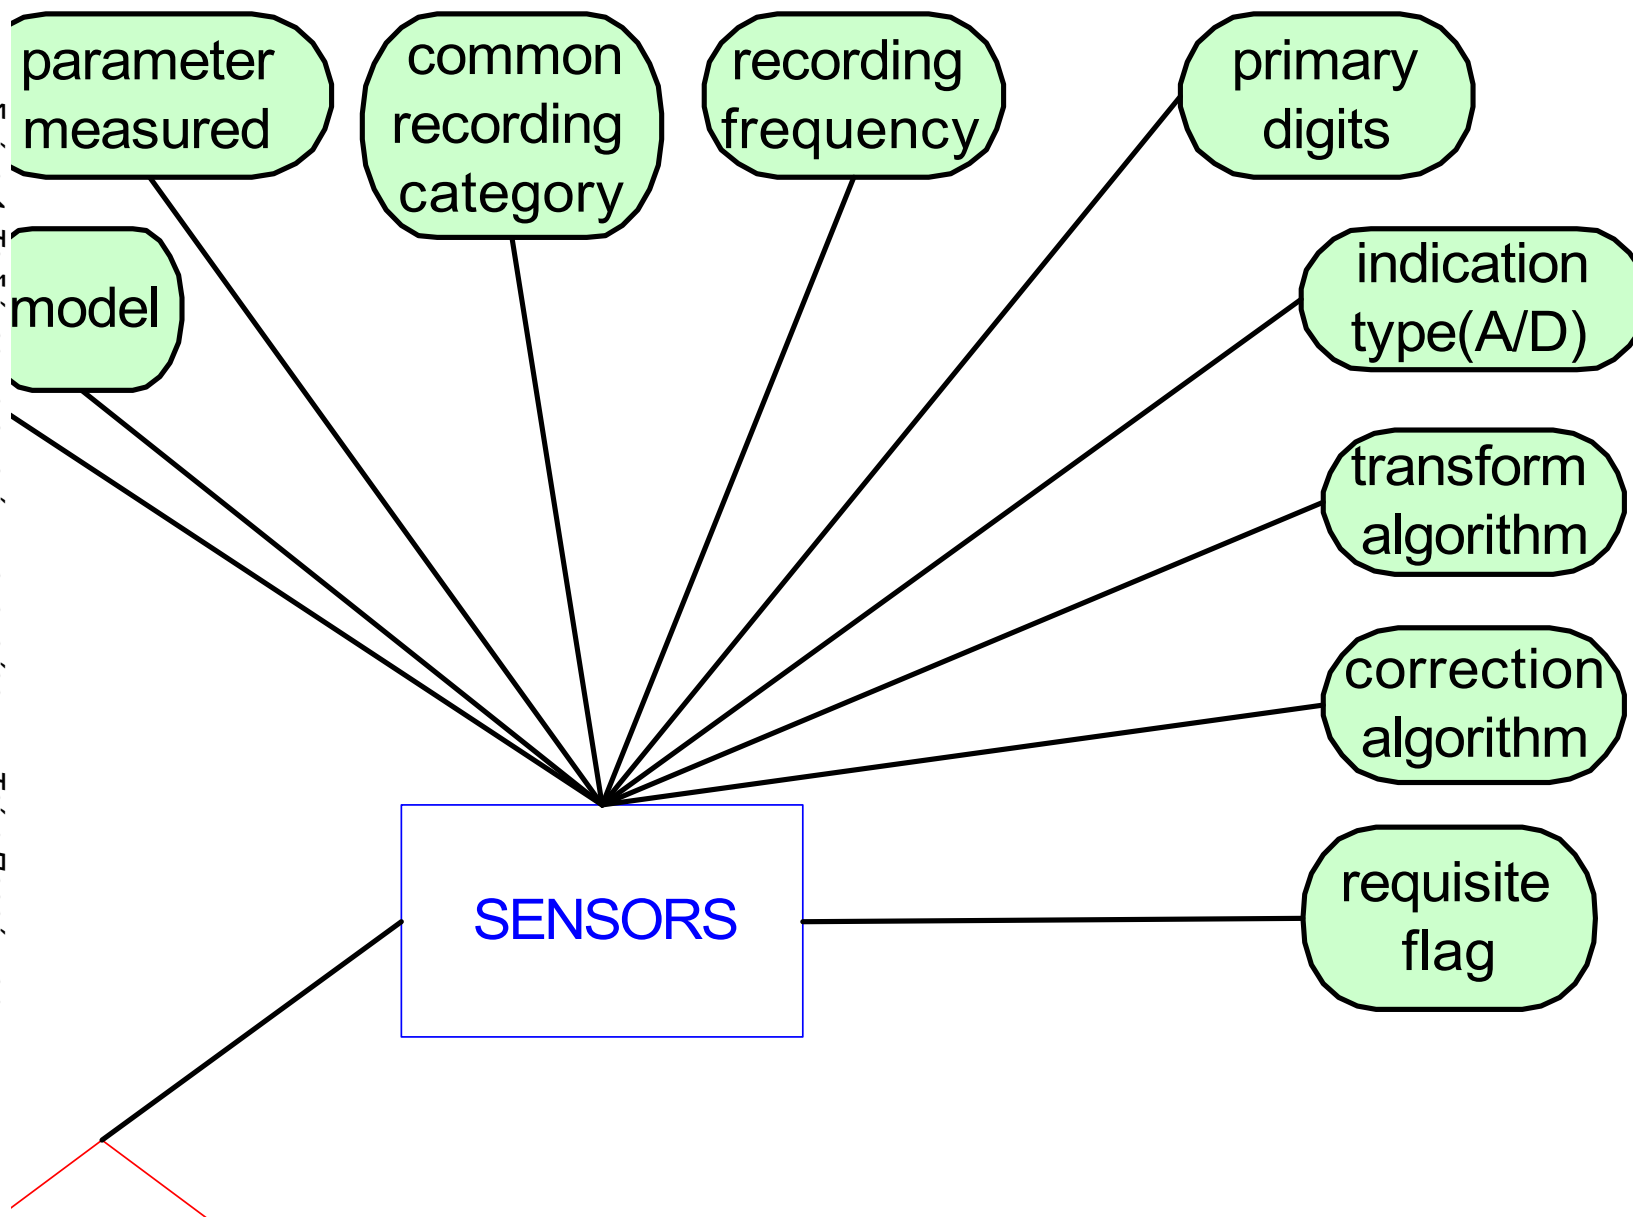 parameter
measured
common
recording
category
recording
frequency
primary
digits
model
indication
type(A/D)
transform
algorithm
correction
algorithm
SENSORS
requisite
flag